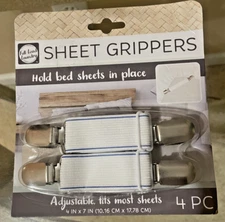 SHEET GRIPPERS
Hold bed sheets in place
Adjustable, fits most sheets
4 IN x 7 IN (10.16 CM x 17.78 CM)
4 PC